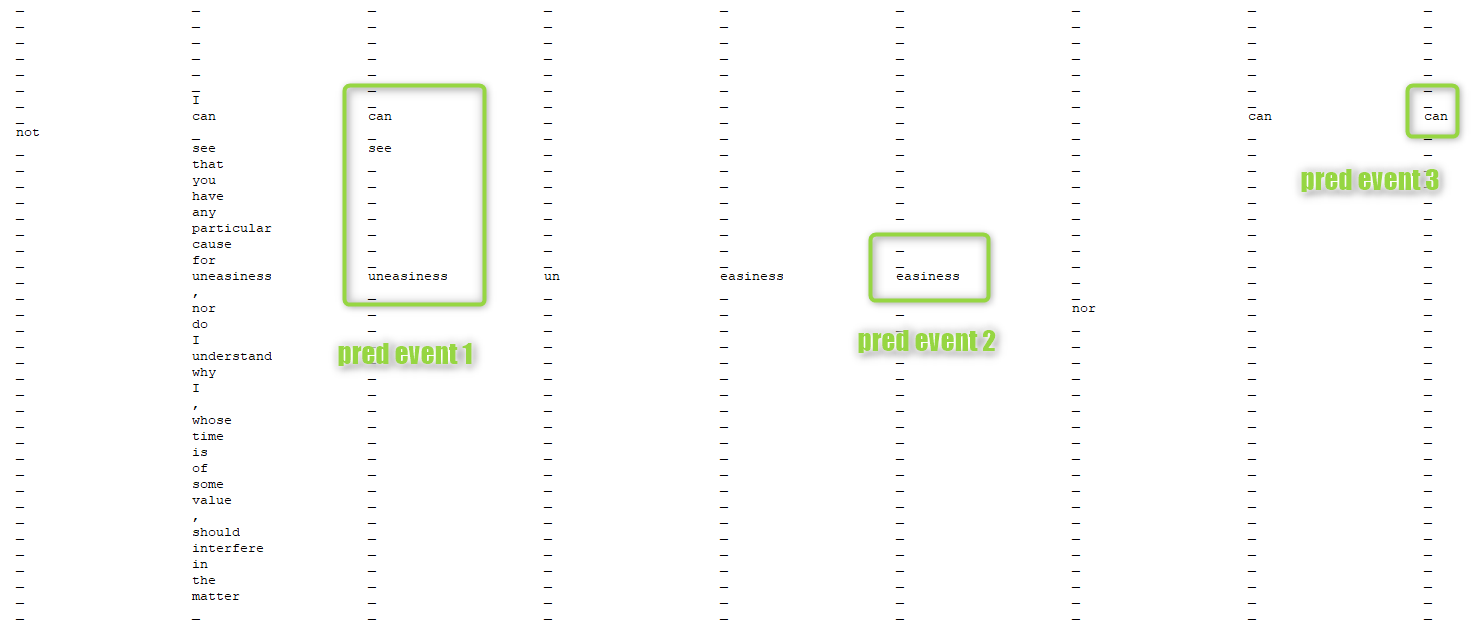 _ _ _ _ _ _ _ _ _
_ _ _ _ _ _ _ _ _
_ _ _ _ _ _ _ _ _
_ _ _ _ _ _ _ _ _
_ _ _ _ _ _ _ _ _
_ _ _ _ _ _ _ _ _
_ I _ _ _ _ _ _ _
_ can can _ _ _ _ can can
not _ _ _ _ _ _ _ _
_ see see _ _ _ _ _ _
_ that _ _ _ _ _ _ _
_ you _ _ _ _ _ _ _
pred event 3
_ have _ _ _ _ _ _ _
_ any _ _ _ _ _ _ _
_ particular _ _ _ _ _ _ _
_ cause _ _ _ _ _ _ _
_ for _ _ _ _ _ _ _
_ uneasiness uneasiness un easiness easiness _ _ _
_ , _ _ _ _ _ _ _
_ nor _ _ _ _ nor _ _
_ do _ _ _ _ _ _ _
_ I _ _ _ _ _ _ _
pred event 2
_ understand _ _ _ _ _ _ _
pred event 1
_ why _ _ _ _ _ _ _
_ I _ _ _ _ _ _ _
_ , _ _ _ _ _ _ _
_ whose _ _ _ _ _ _ _
_ time _ _ _ _ _ _ _
_ is _ _ _ _ _ _ _
_ of _ _ _ _ _ _ _
_ some _ _ _ _ _ _ _
_ value _ _ _ _ _ _ _
_ , _ _ _ _ _ _ _
_ should _ _ _ _ _ _ _
_ interfere _ _ _ _ _ _ _
_ in _ _ _ _ _ _ _
_ the _ _ _ _ _ _ _
_ matter _ _ _ _ _ _ _
_ _ _ _ _ _ _ _ _